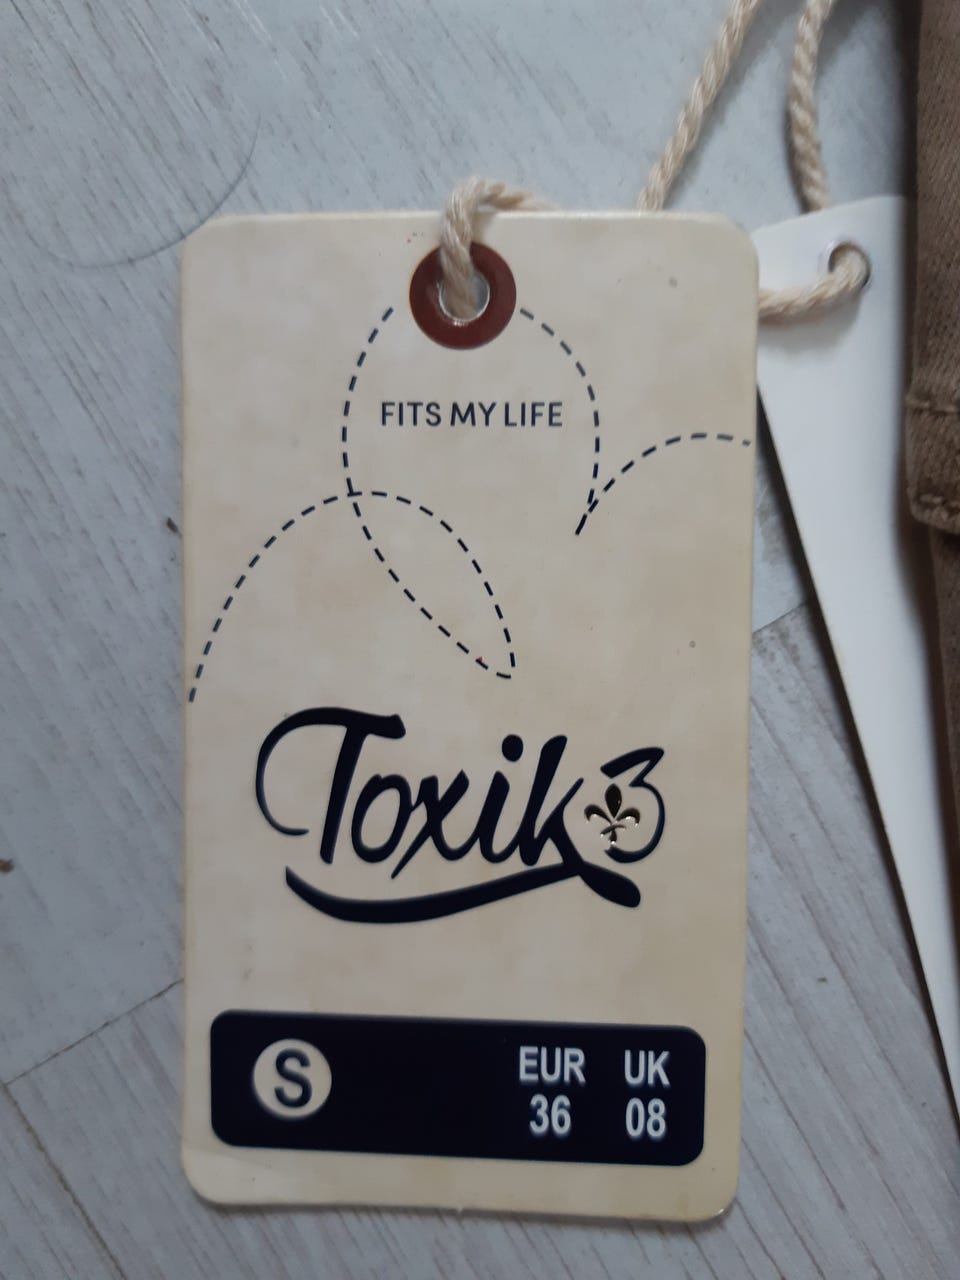 FITS MY LIFE
Toxik3
S
EUR UK
36 08